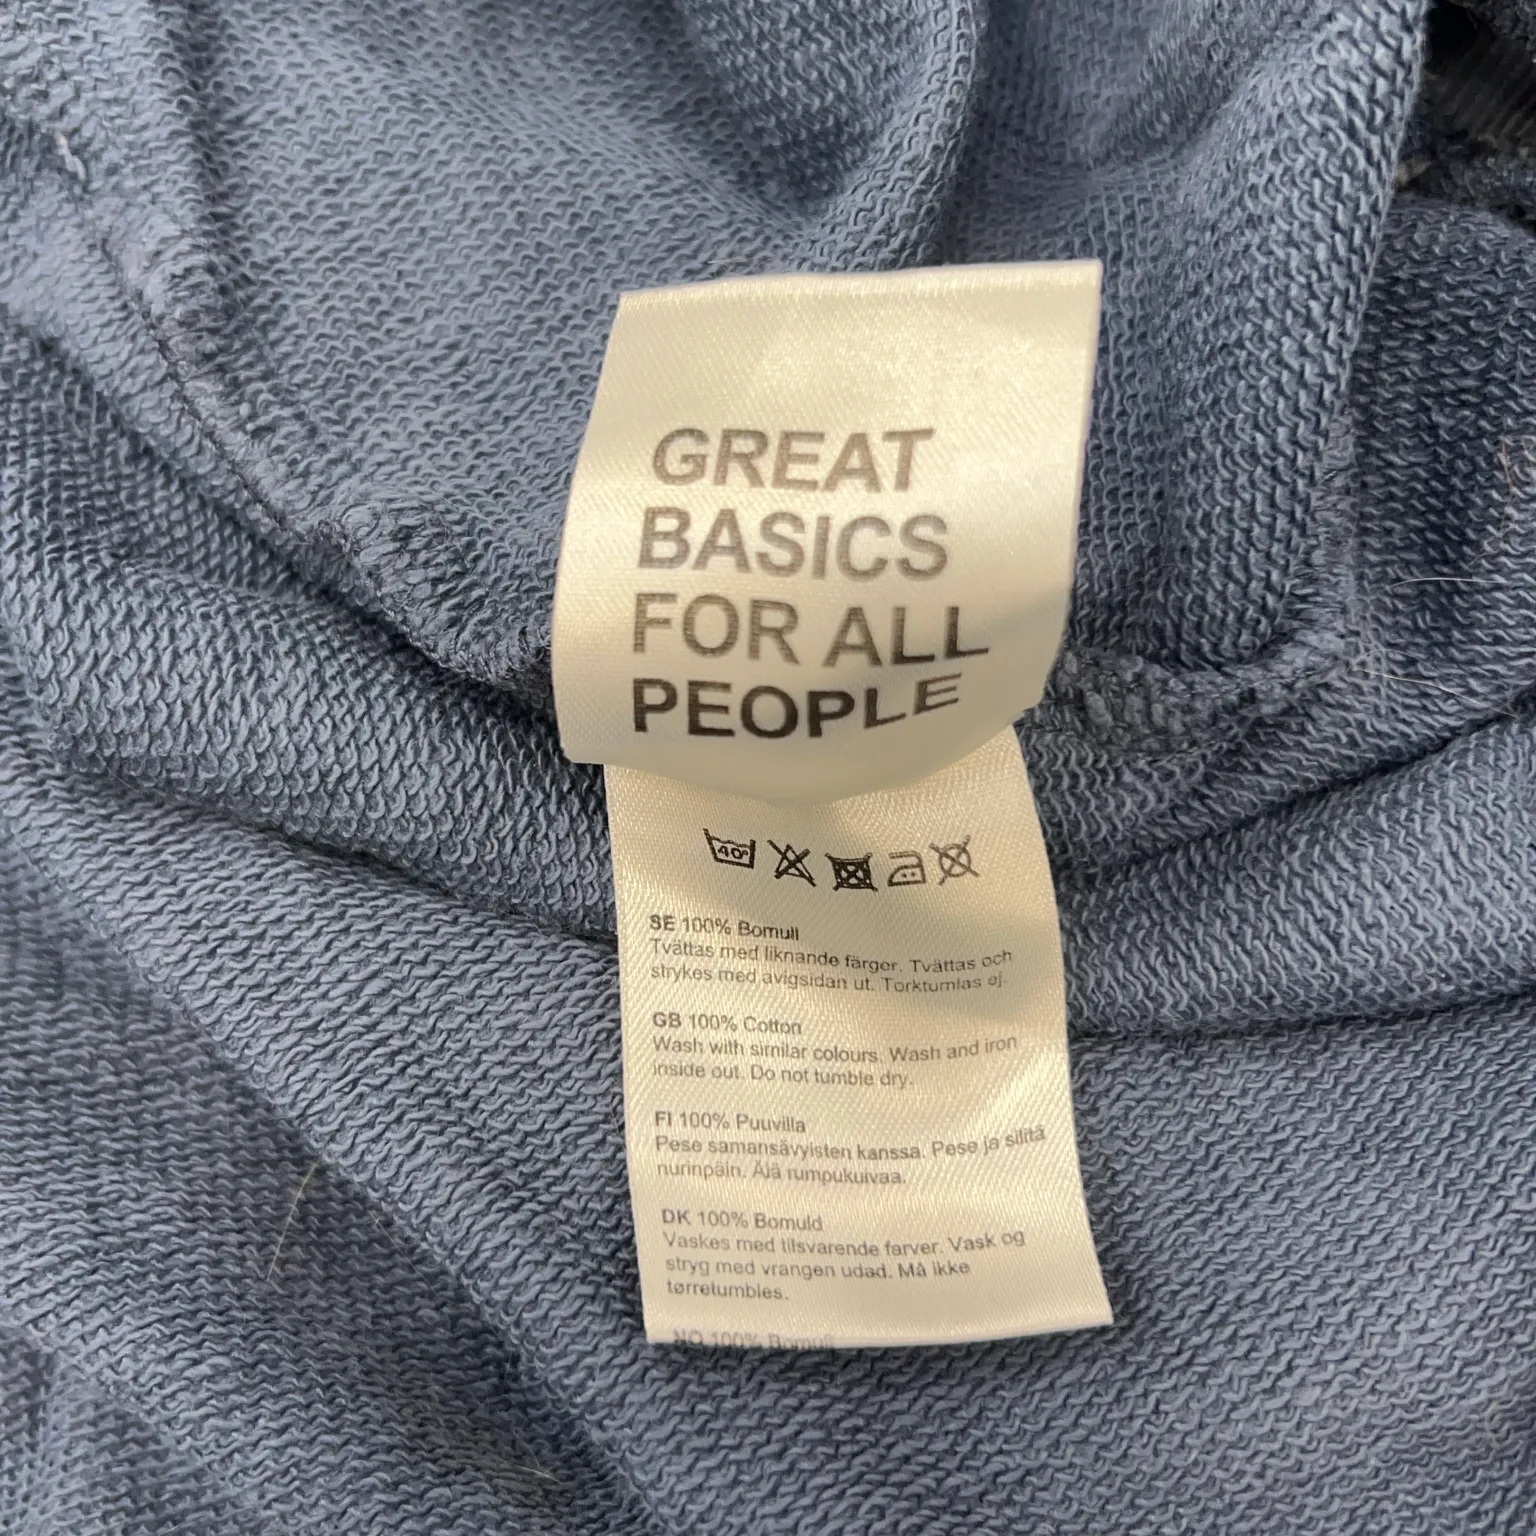 GREAT
BASICS
FOR ALL
PEOPLE
40°
SE 100% Bomull
Tvättas med liknande färger. Tvättas och
strykes med avigsidan ut. Torktumlas ej.
GB 100% Cotton
Wash with similar colours. Wash and iron
inside out. Do not tumble dry.
FI 100% Puuvilla
Pese samansävyisten kanssa. Pese ja silitä
nurinpäin. Älä rumpukuivaa.
DK 100% Bomuld
Vaskes med tilsvarende farver. Vask og
stryg med vrangen udad. Må ikke
tørretumbles.
NO 100% Bomull